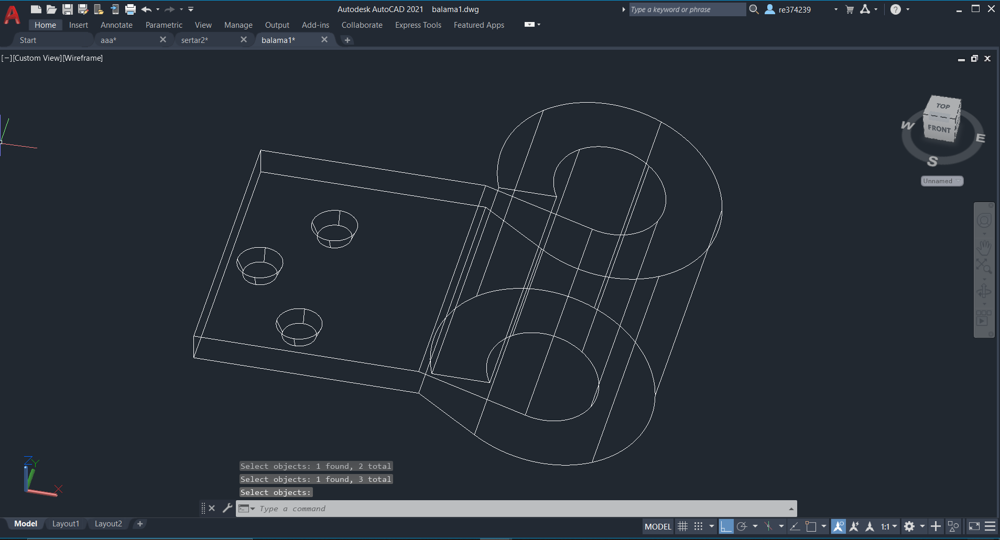 Autodesk AutoCAD 2021 balama1.dwg
Type a keyword or phrase
re374239
Home Insert Annotate Parametric View Manage Output Add-ins Collaborate Express Tools Featured Apps
Start aaa* sertar2* balama1*
[−][Custom View][Wireframe]
TOP
FRONT
W
E
S
Unnamed
Z
Y
X
Select objects: 1 found, 2 total
Select objects: 1 found, 3 total
Select objects:
Type a command
Model Layout1 Layout2
MODEL 1:1